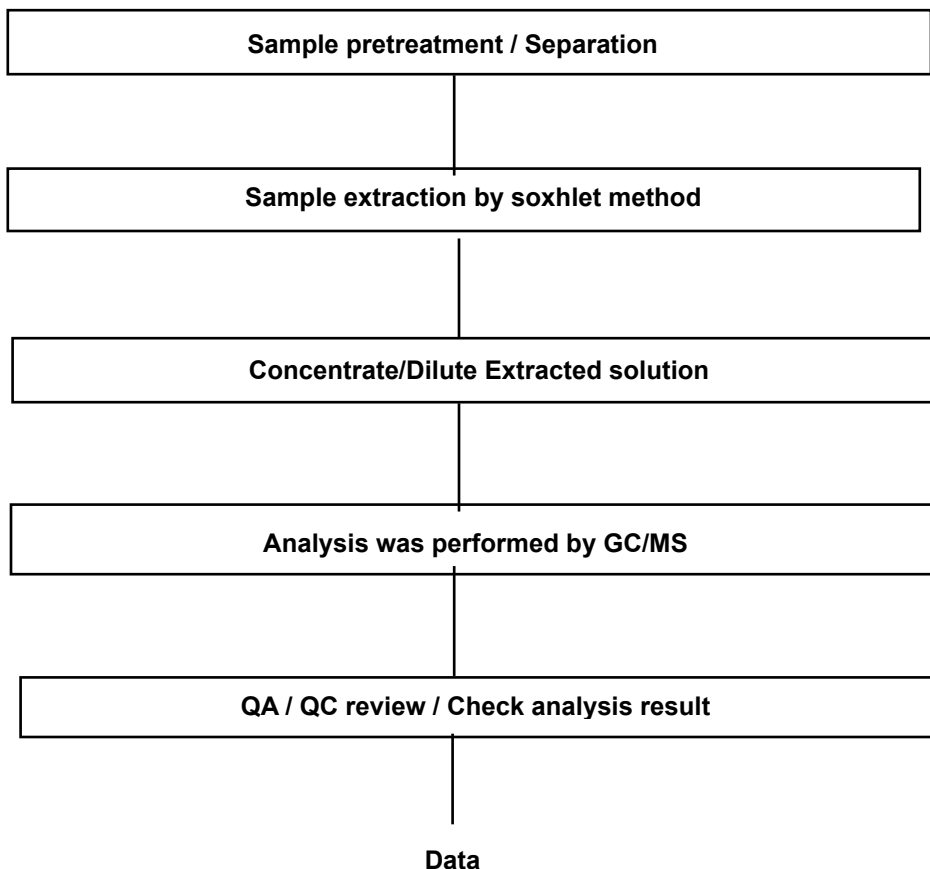 Sample pretreatment / Separation
Sample extraction by soxhlet method
Concentrate/Dilute Extracted solution
Analysis was performed by GC/MS
QA / QC review / Check analysis result
Data